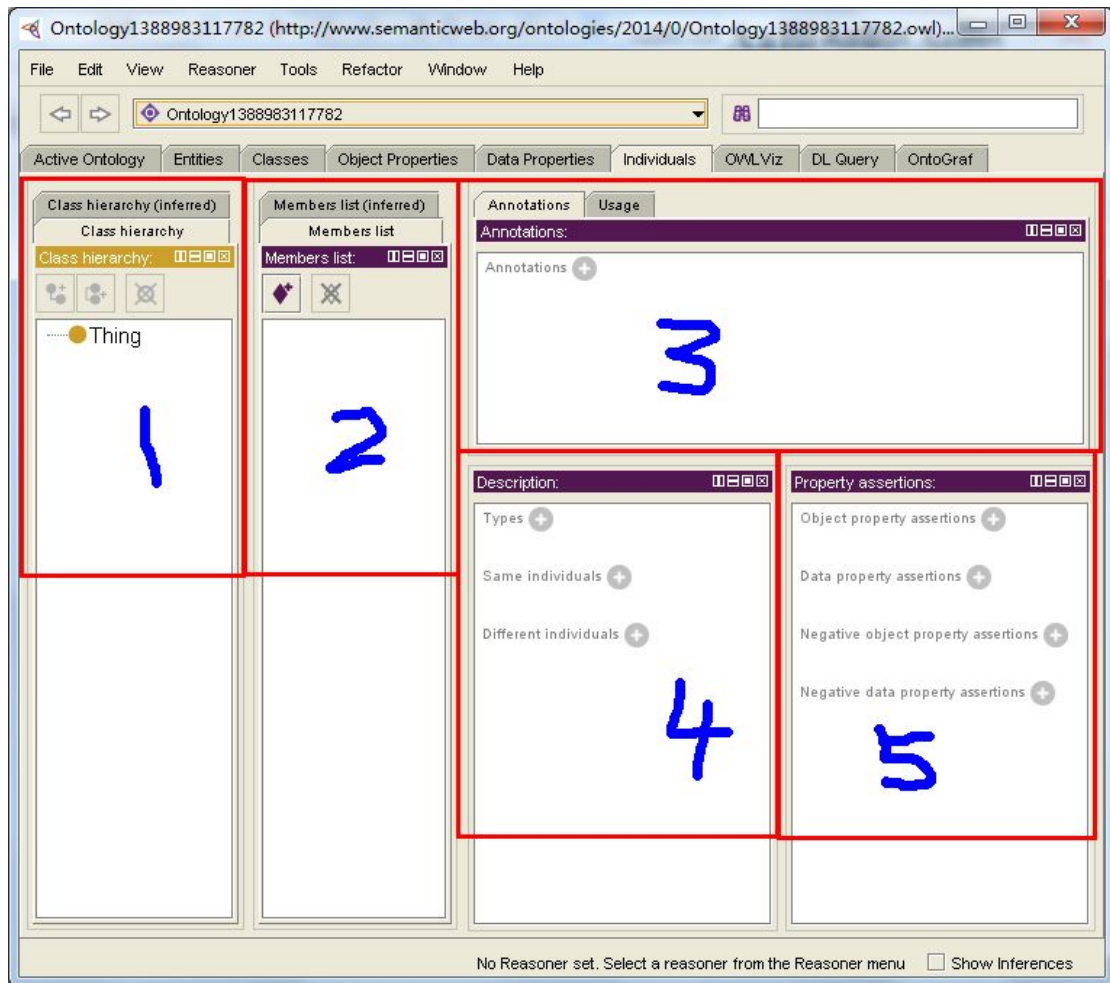 Ontology1388983117782 (http://www.semanticweb.org/ontologies/2014/0/Ontology1388983117782.owl)...
File Edit View Reasoner Tools Refactor Window Help
Ontology1388983117782
Active Ontology Entities Classes Object Properties Data Properties Individuals OWLViz DL Query OntoGraf
Class hierarchy (inferred)
Class hierarchy
Class hierarchy:
Thing
1
Members list (inferred)
Members list
Members list:
2
Annotations Usage
Annotations:
Annotations
3
Description:
Types
Same individuals
Different individuals
4
Property assertions:
Object property assertions
Data property assertions
Negative object property assertions
Negative data property assertions
5
No Reasoner set. Select a reasoner from the Reasoner menu Show Inferences